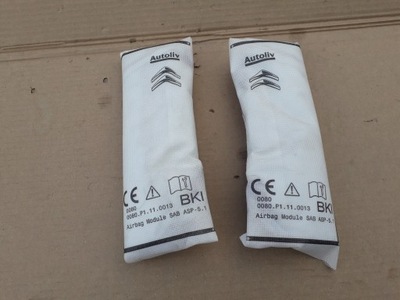 Autoliv
CE
0080
BKI
0080.P1.11.0013
Airbag Module SAB ASP-5.1
Autoliv
CE
0080
BKI
0080.P1.11.0013
Airbag Module SAB ASP-5.